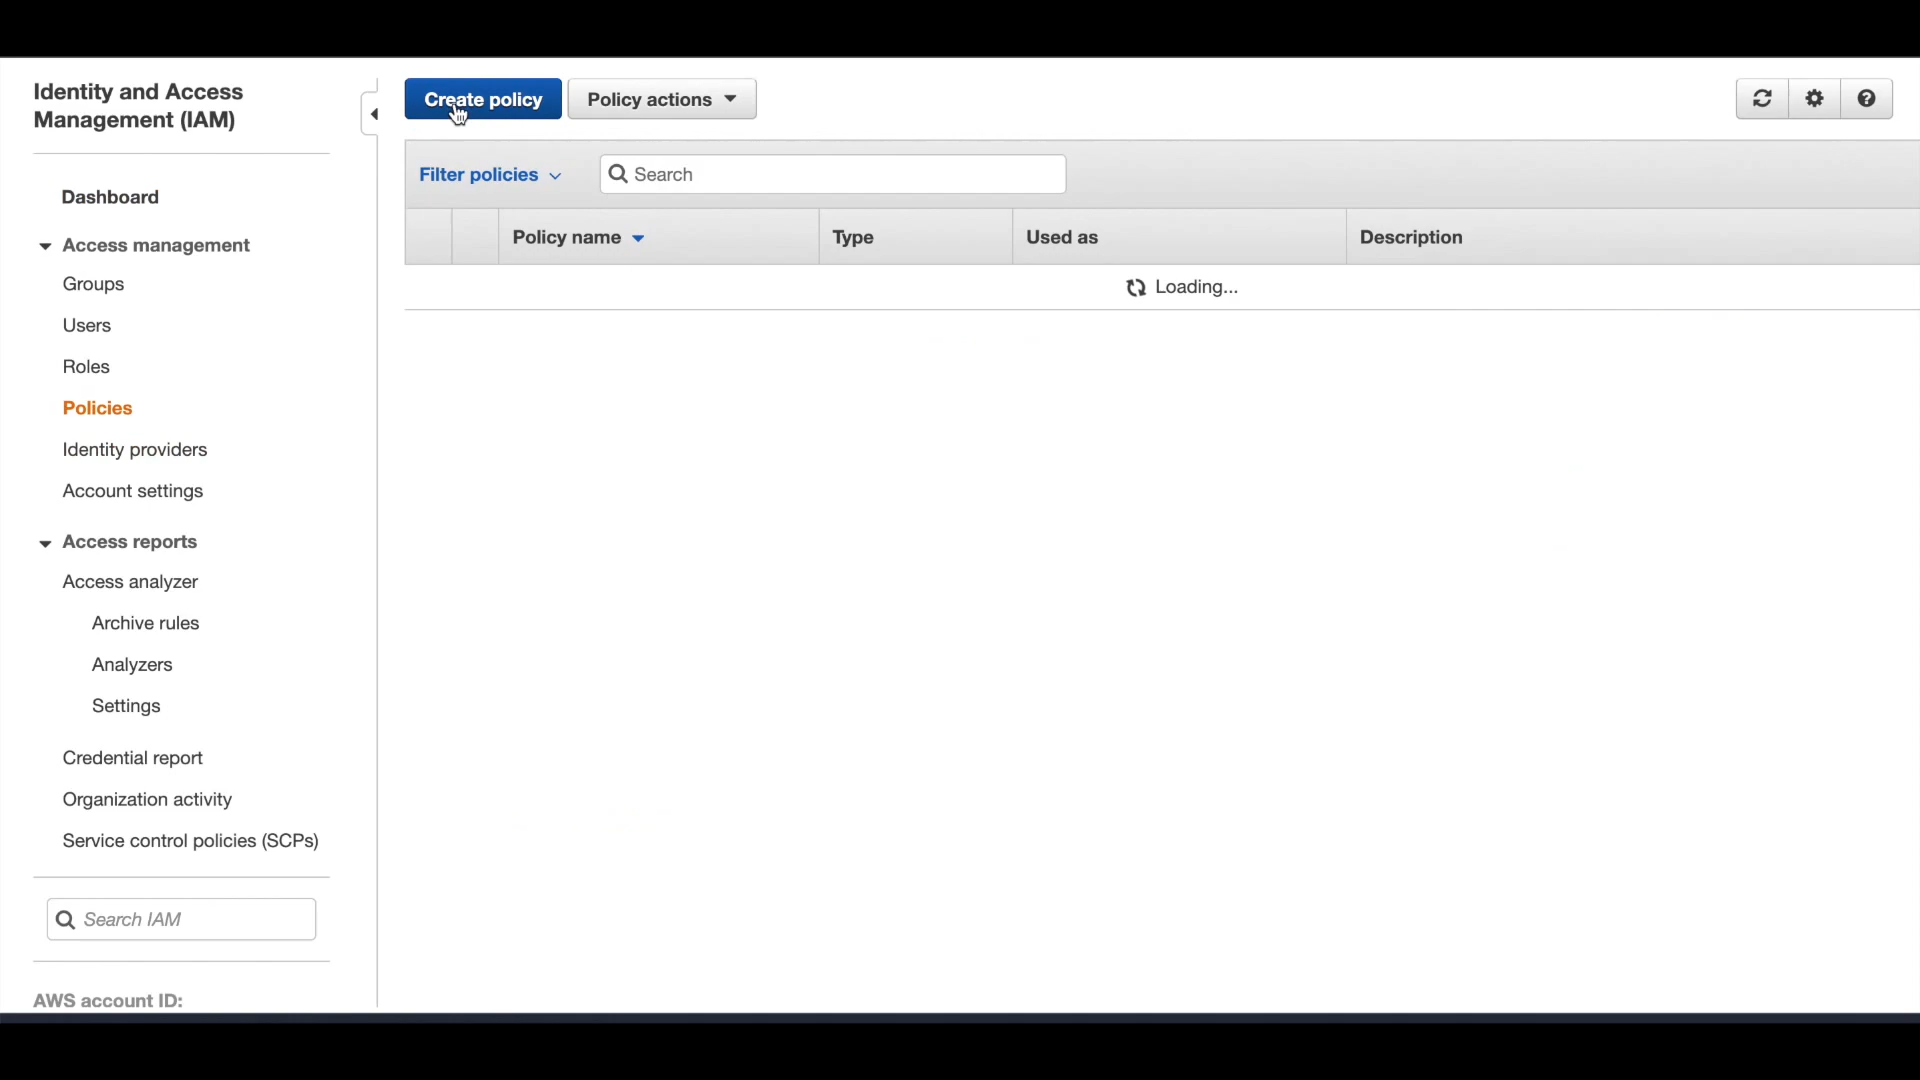 Identity and Access
Management (IAM)
Dashboard
Access management
Groups
Users
Roles
Policies
Identity providers
Account settings
Access reports
Access analyzer
Archive rules
Analyzers
Settings
Credential report
Organization activity
Service control policies (SCPs)
Search IAM
AWS account ID:
Create policy
Policy actions
Filter policies
Search
Policy name
Type
Used as
Description
Loading...